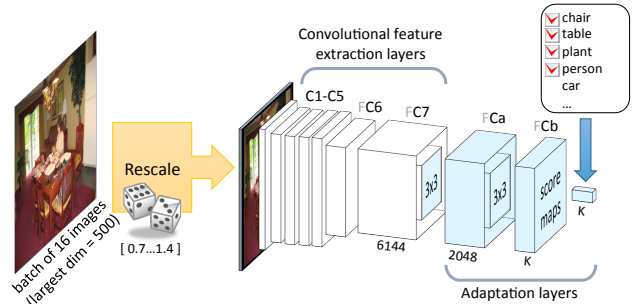 Convolutional feature
extraction layers
chair
table
plant
person
car
...
C1-C5
FC6
FC7
FCa
FCb
Rescale
3x3
3x3
score
maps
K
[ 0.7...1.4 ]
6144
2048
K
batch of 16 images
(largest dim = 500)
Adaptation layers